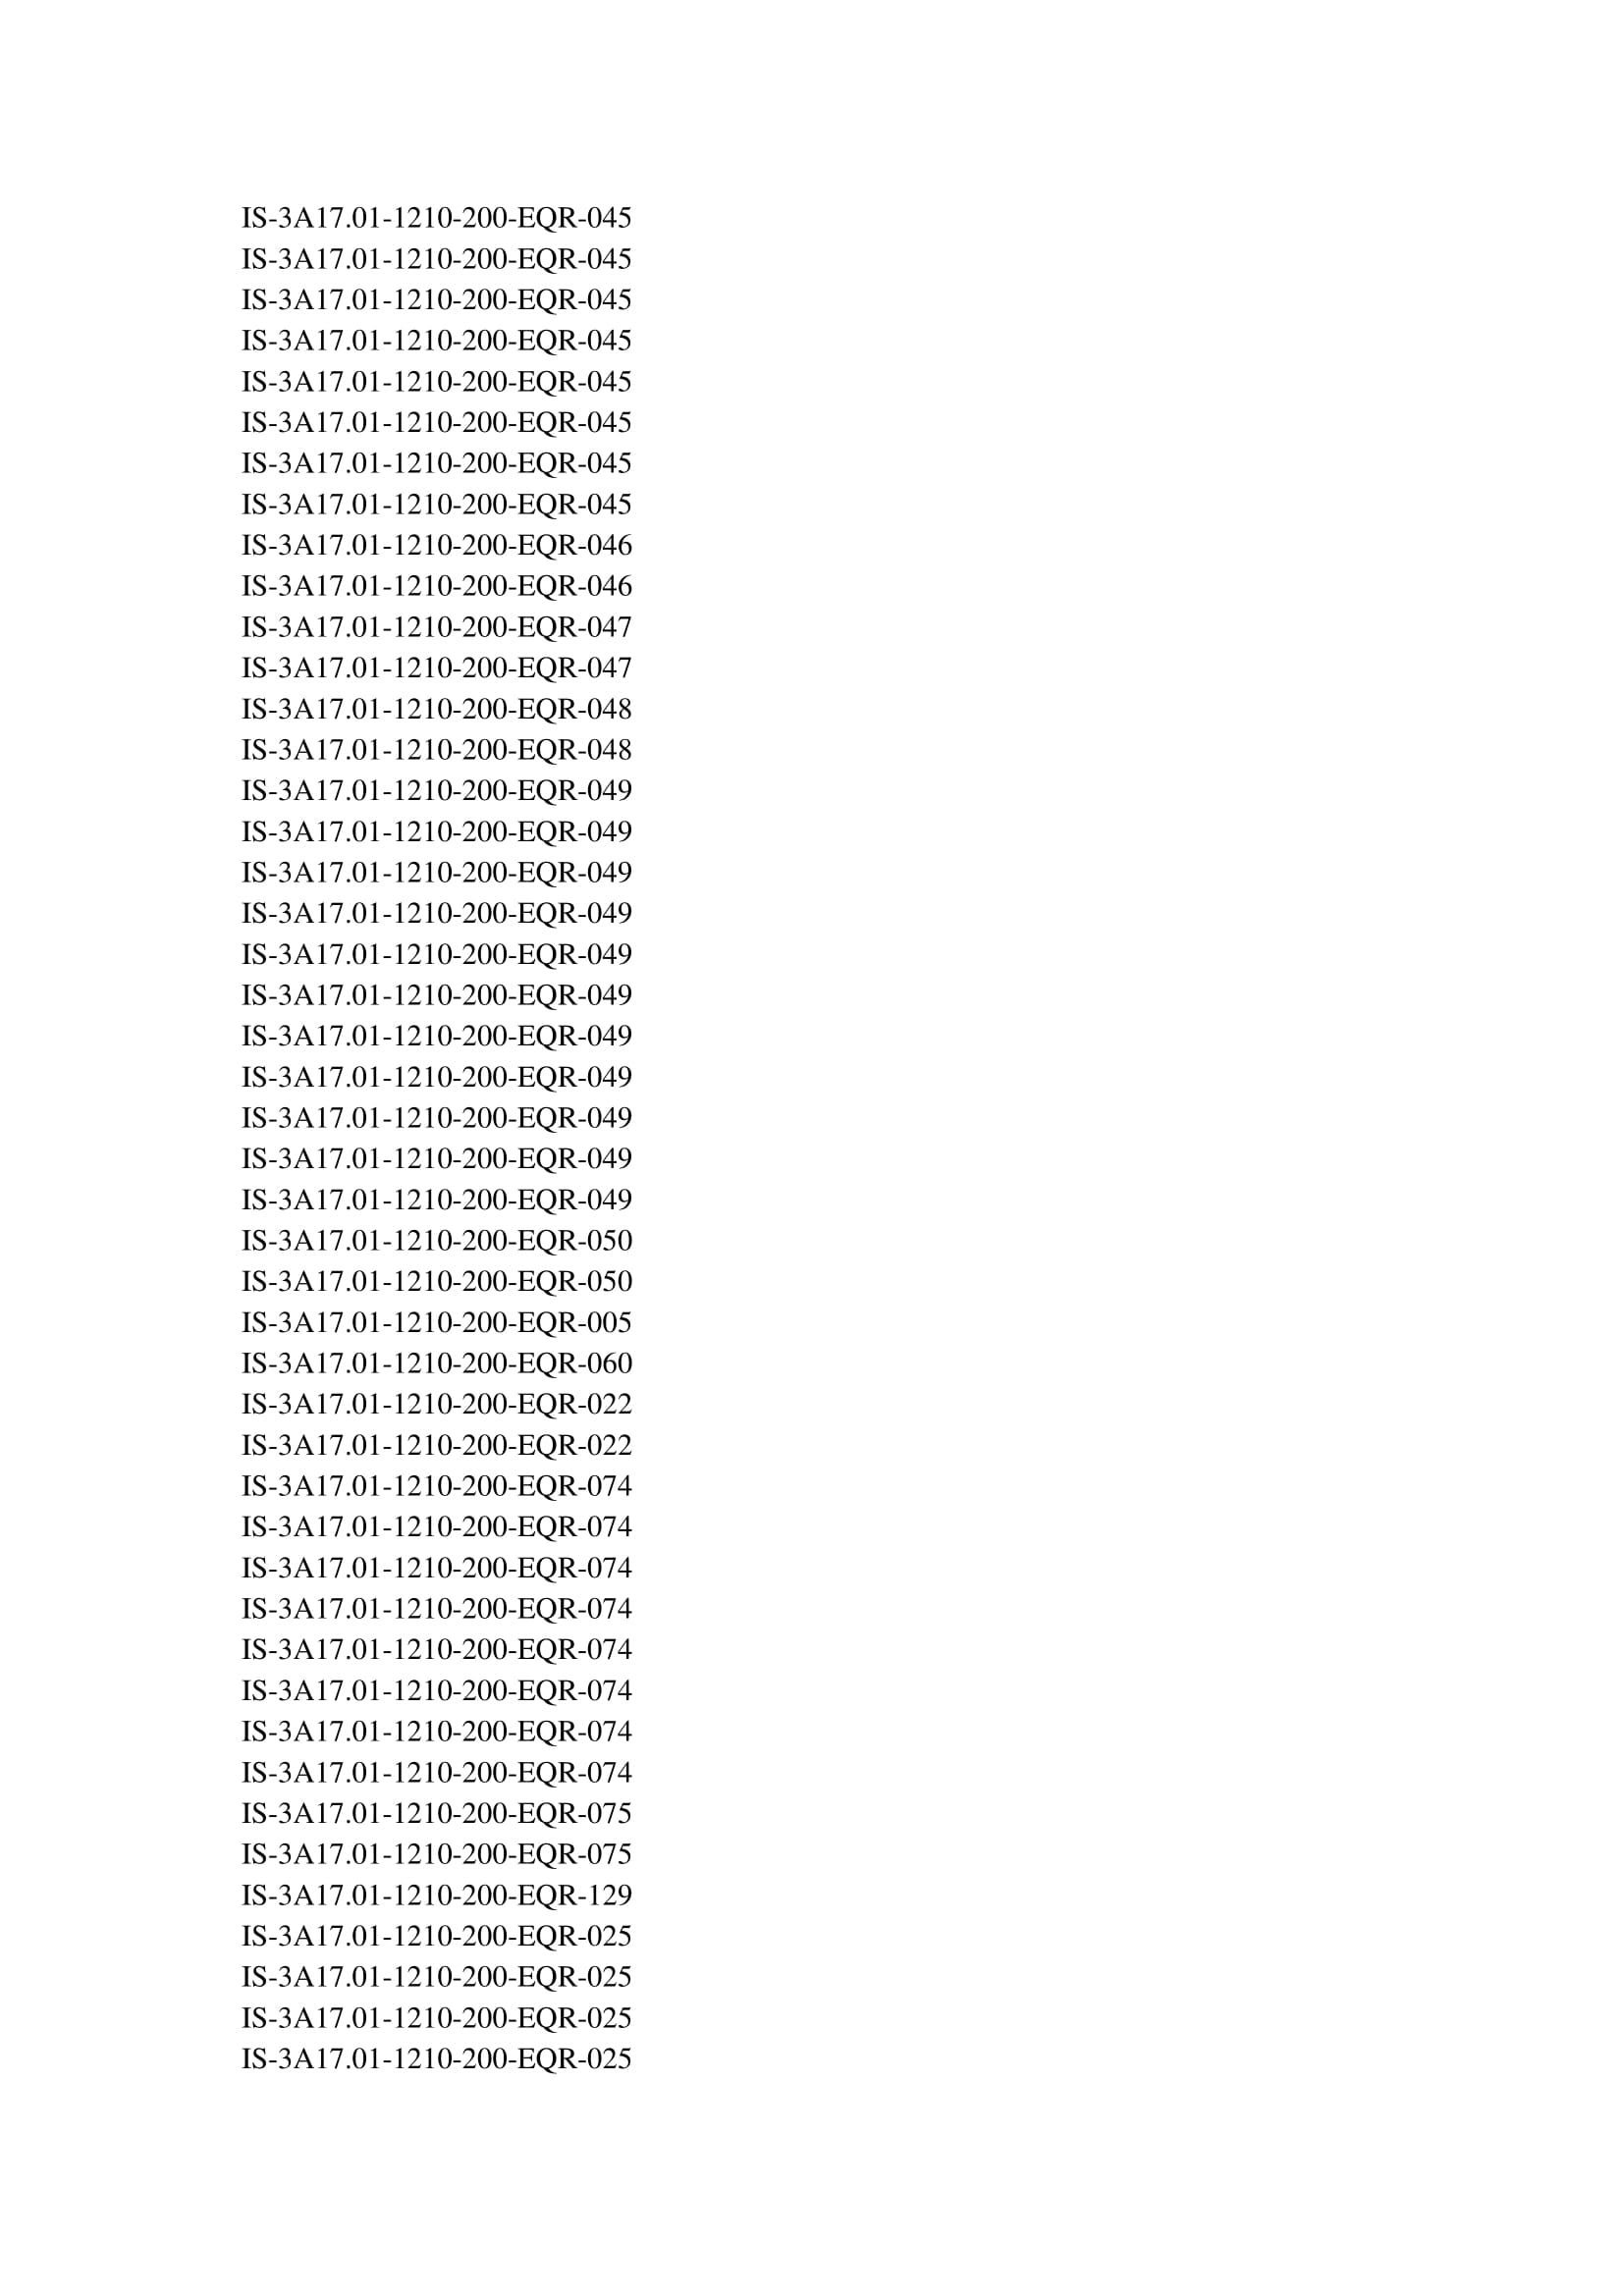 IS-3A17.01-1210-200-EQR-045
IS-3A17.01-1210-200-EQR-045
IS-3A17.01-1210-200-EQR-045
IS-3A17.01-1210-200-EQR-045
IS-3A17.01-1210-200-EQR-045
IS-3A17.01-1210-200-EQR-045
IS-3A17.01-1210-200-EQR-045
IS-3A17.01-1210-200-EQR-045
IS-3A17.01-1210-200-EQR-046
IS-3A17.01-1210-200-EQR-046
IS-3A17.01-1210-200-EQR-047
IS-3A17.01-1210-200-EQR-047
IS-3A17.01-1210-200-EQR-048
IS-3A17.01-1210-200-EQR-048
IS-3A17.01-1210-200-EQR-049
IS-3A17.01-1210-200-EQR-049
IS-3A17.01-1210-200-EQR-049
IS-3A17.01-1210-200-EQR-049
IS-3A17.01-1210-200-EQR-049
IS-3A17.01-1210-200-EQR-049
IS-3A17.01-1210-200-EQR-049
IS-3A17.01-1210-200-EQR-049
IS-3A17.01-1210-200-EQR-049
IS-3A17.01-1210-200-EQR-049
IS-3A17.01-1210-200-EQR-049
IS-3A17.01-1210-200-EQR-050
IS-3A17.01-1210-200-EQR-050
IS-3A17.01-1210-200-EQR-005
IS-3A17.01-1210-200-EQR-060
IS-3A17.01-1210-200-EQR-022
IS-3A17.01-1210-200-EQR-022
IS-3A17.01-1210-200-EQR-074
IS-3A17.01-1210-200-EQR-074
IS-3A17.01-1210-200-EQR-074
IS-3A17.01-1210-200-EQR-074
IS-3A17.01-1210-200-EQR-074
IS-3A17.01-1210-200-EQR-074
IS-3A17.01-1210-200-EQR-074
IS-3A17.01-1210-200-EQR-074
IS-3A17.01-1210-200-EQR-075
IS-3A17.01-1210-200-EQR-075
IS-3A17.01-1210-200-EQR-129
IS-3A17.01-1210-200-EQR-025
IS-3A17.01-1210-200-EQR-025
IS-3A17.01-1210-200-EQR-025
IS-3A17.01-1210-200-EQR-025